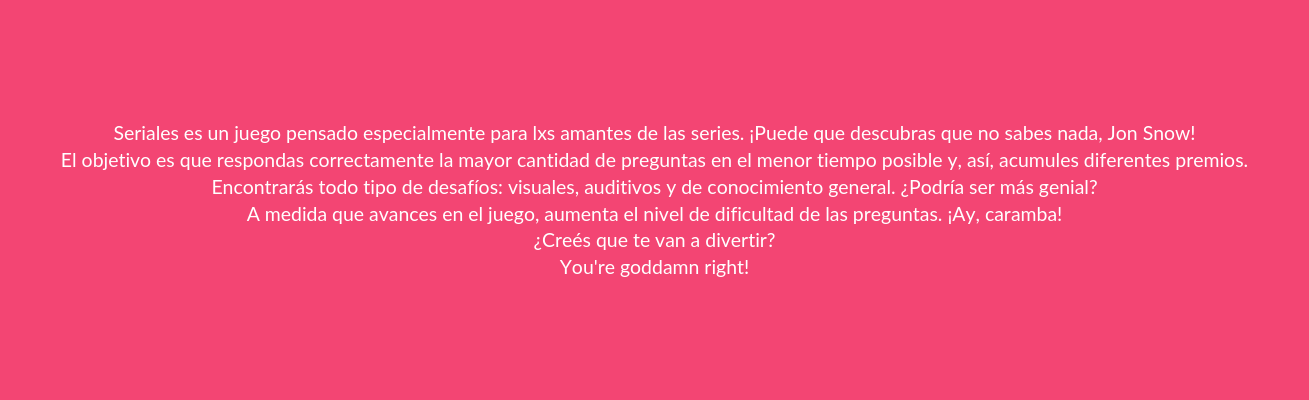 Seriales es un juego pensado especialmente para lxs amantes de las series. ¡Puede que descubras que no sabes nada, Jon Snow!
El objetivo es que respondas correctamente la mayor cantidad de preguntas en el menor tiempo posible y, así, acumules diferentes premios.
Encontrarás todo tipo de desafíos: visuales, auditivos y de conocimiento general. ¿Podría ser más genial?
A medida que avances en el juego, aumenta el nivel de dificultad de las preguntas. ¡Ay, caramba!
¿Creés que te van a divertir?
You're goddamn right!